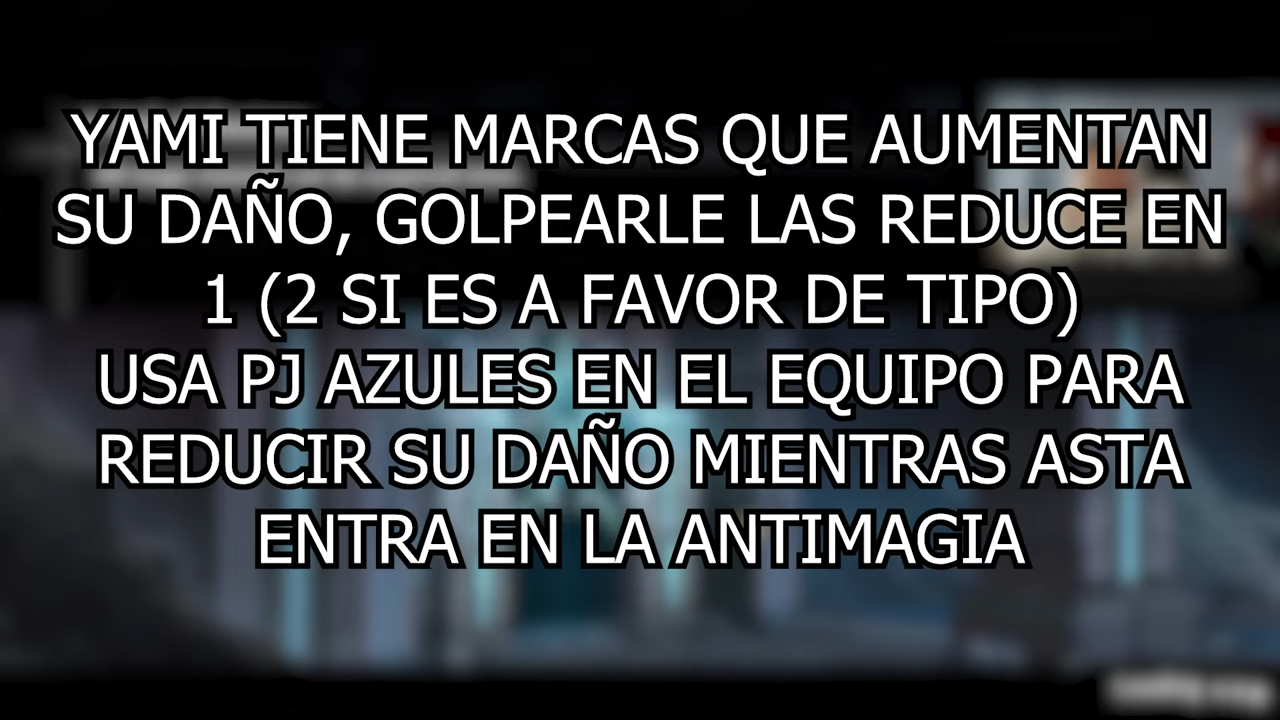 YAMI TIENE MARCAS QUE AUMENTAN
SU DAÑO, GOLPEARLE LAS REDUCE EN
1 (2 SI ES A FAVOR DE TIPO)
USA PJ AZULES EN EL EQUIPO PARA
REDUCIR SU DAÑO MIENTRAS ASTA
ENTRA EN LA ANTIMAGIA